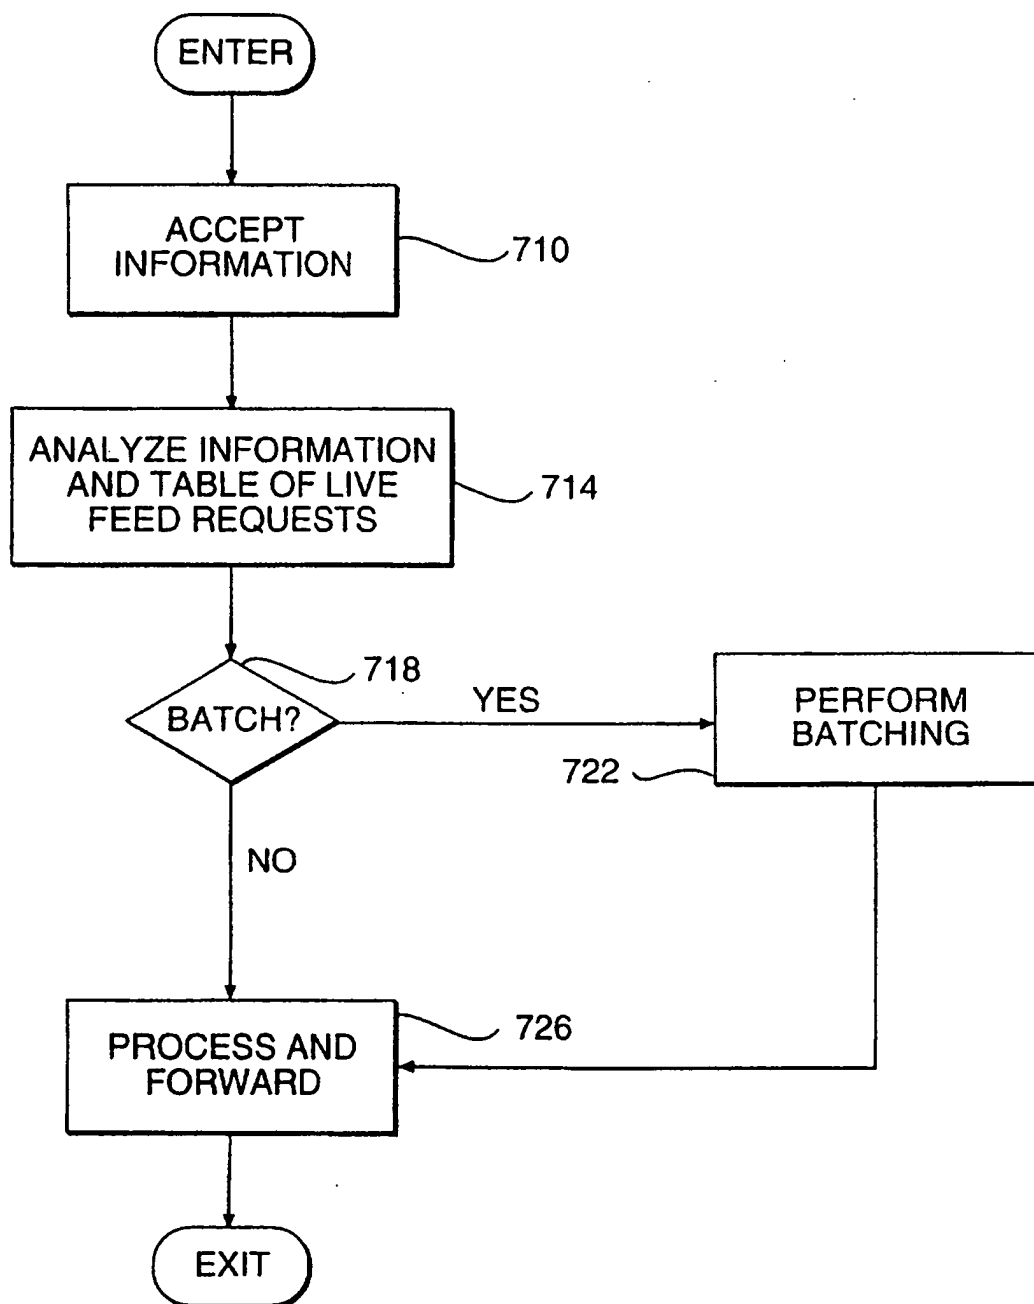 ENTER
ACCEPT
INFORMATION
710
ANALYZE INFORMATION
AND TABLE OF LIVE
FEED REQUESTS
714
718
BATCH?
YES
PERFORM
BATCHING
722
NO
726
PROCESS AND
FORWARD
EXIT